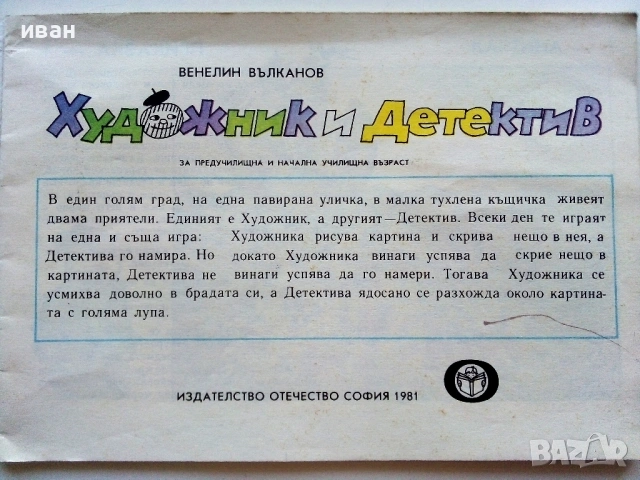 иван
ВЕНЕЛИН ВЪЛКАНОВ
Художник и Детектив
ЗА ПРЕДУЧИЛИЩНА И НАЧАЛНА УЧИЛИЩНА ВЪЗРАСТ
В един голям град, на една павирана уличка, в малка тухлена къщичка живеят
двама приятели. Единият е Художник, а другият — Детектив. Всеки ден те играят
на една и съща игра: Художника рисува картина и скрива нещо в нея, а
Детектива го намира. Но докато Художника винаги успява да скрие нещо в
картината, Детектива не винаги успява да го намери. Тогава Художника се
усмихва доволно в брадата си, а Детектива ядосано се разхожда около картина-
та с голяма лупа.
ИЗДАТЕЛСТВО ОТЕЧЕСТВО СОФИЯ 1981
BAZAR